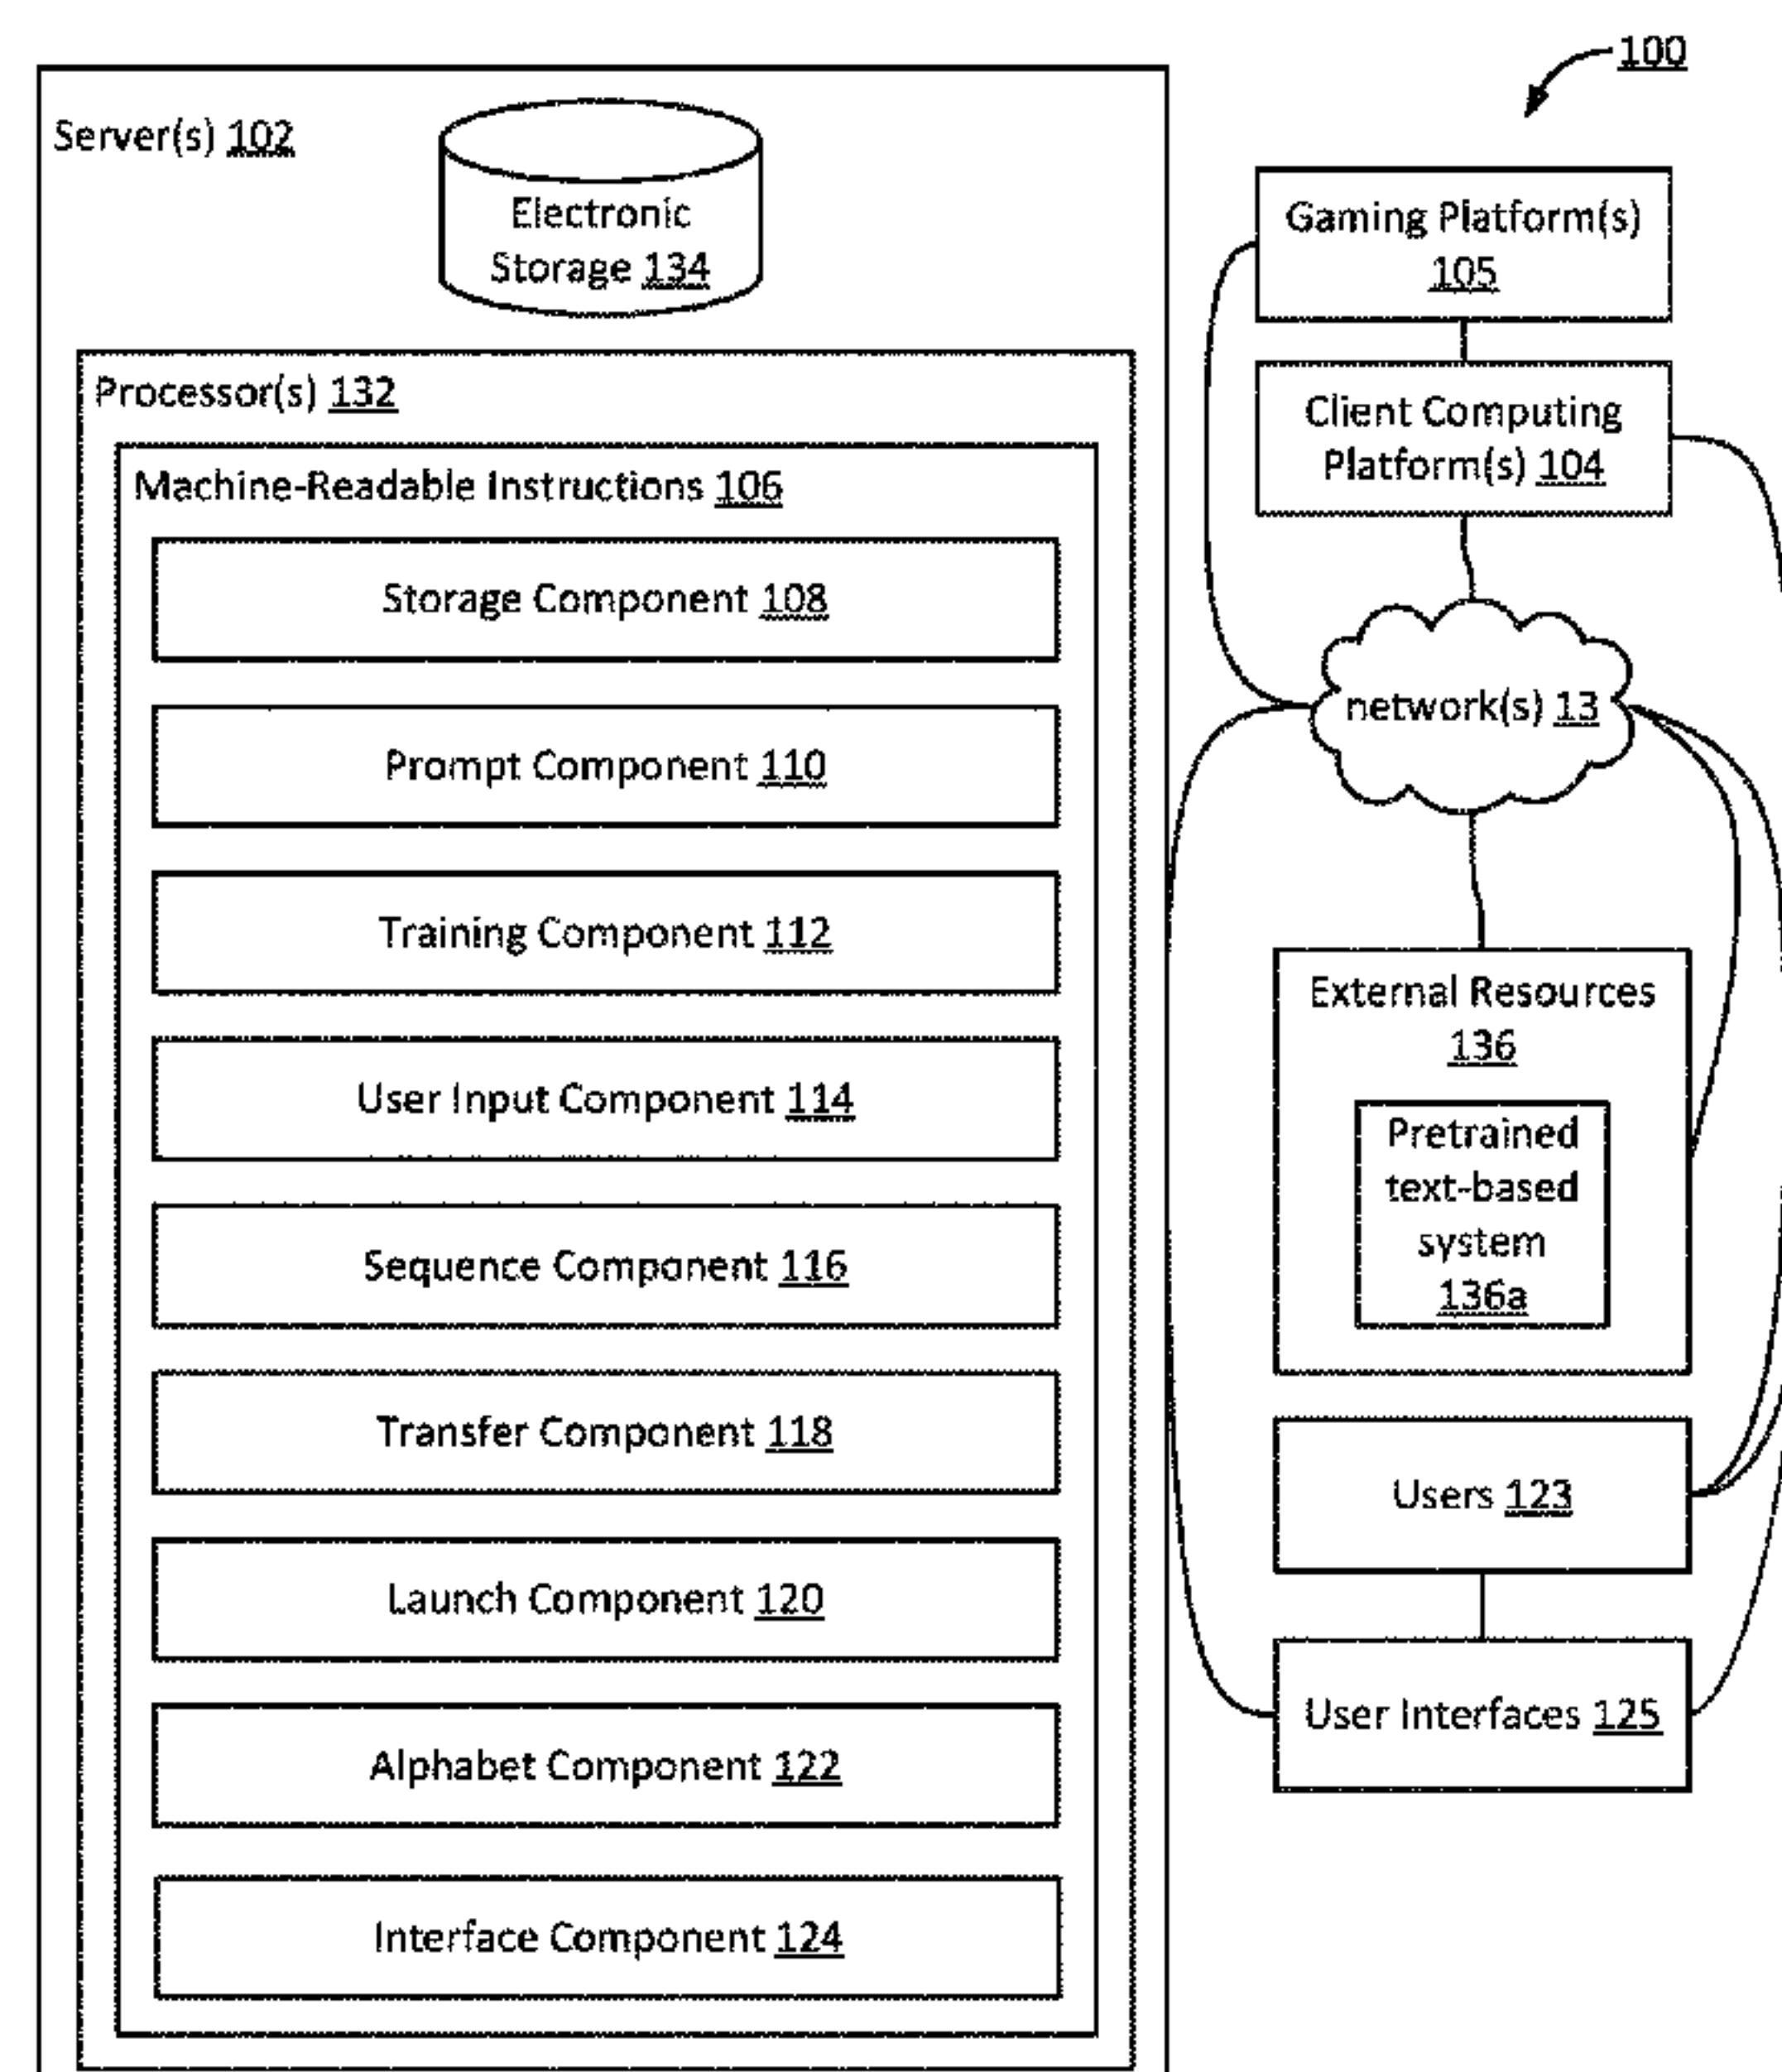 100
Server(s) 102
Electronic
Storage 134
Processor(s) 132
Machine-Readable Instructions 106
Storage Component 108
Prompt Component 110
Training Component 112
User Input Component 114
Sequence Component 116
Transfer Component 118
Launch Component 120
Alphabet Component 122
Interface Component 124
Gaming Platform(s)
105
Client Computing
Platform(s) 104
network(s) 13
External Resources
136
Pretrained
text-based
system
136a
Users 123
User Interfaces 125